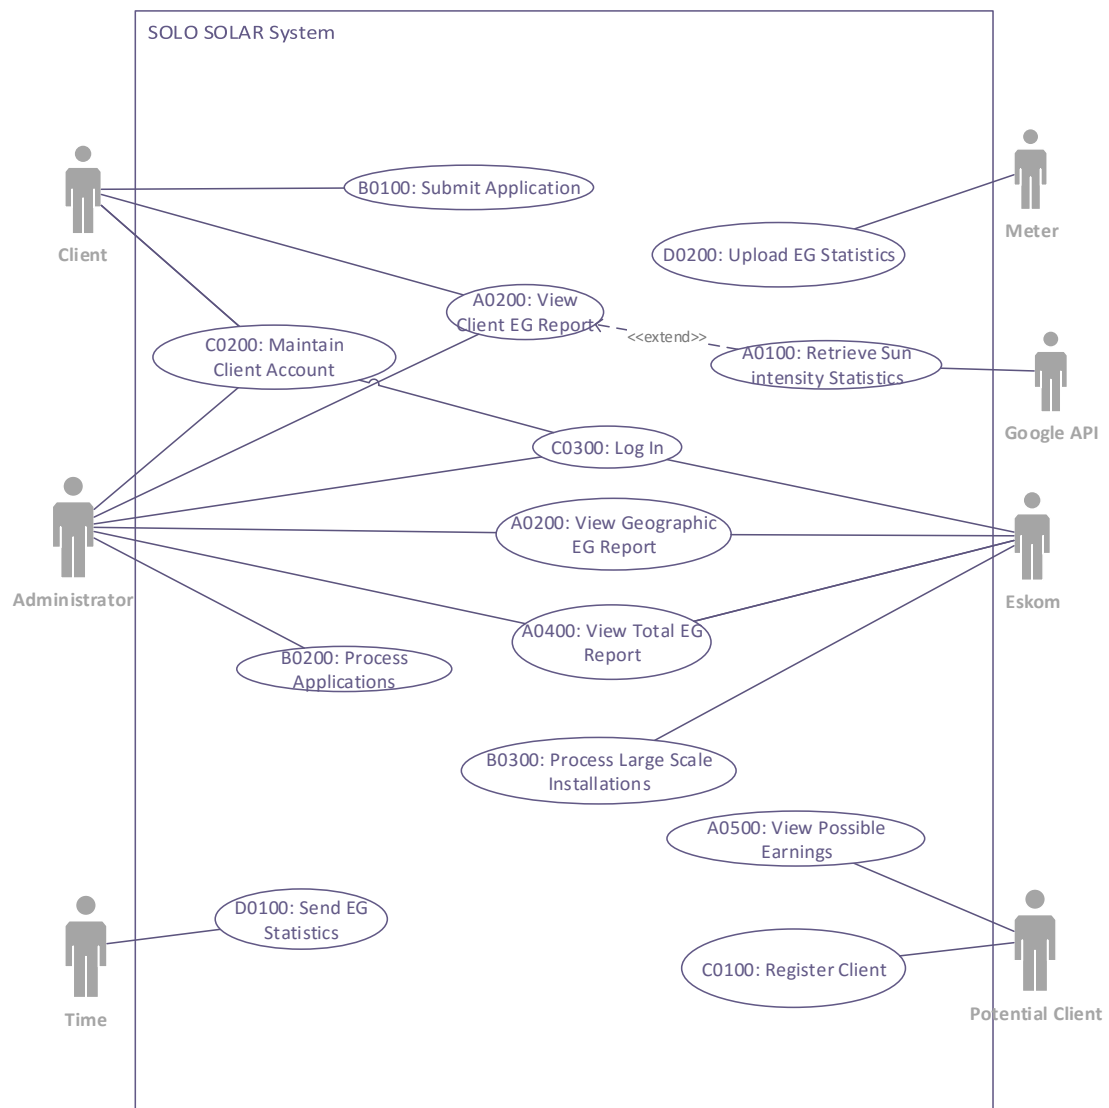 SOLO SOLAR System
B0100: Submit Application
Client
Meter
D0200: Upload EG Statistics
A0200: View
Client EG Report
<<extend>>
C0200: Maintain
Client Account
A0100: Retrieve Sun
intensity Statistics
Google API
C0300: Log In
A0200: View Geographic
EG Report
Administrator
Eskom
A0400: View Total EG
Report
B0200: Process
Applications
B0300: Process Large Scale
Installations
A0500: View Possible
Earnings
D0100: Send EG
Statistics
C0100: Register Client
Time
Potential Client